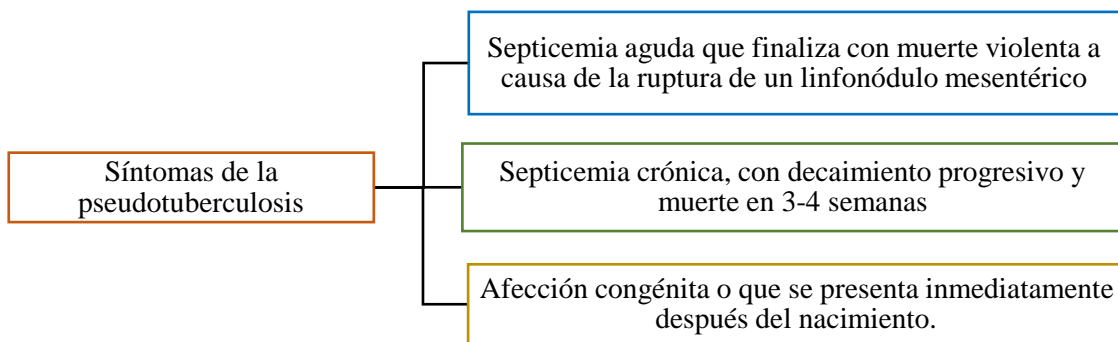 Septicemia aguda que finaliza con muerte violenta a
causa de la ruptura de un linfonódulo mesentérico
Síntomas de la
pseudotuberculosis
Septicemia crónica, con decaimiento progresivo y
muerte en 3-4 semanas
Afección congénita o que se presenta inmediatamente
después del nacimiento.